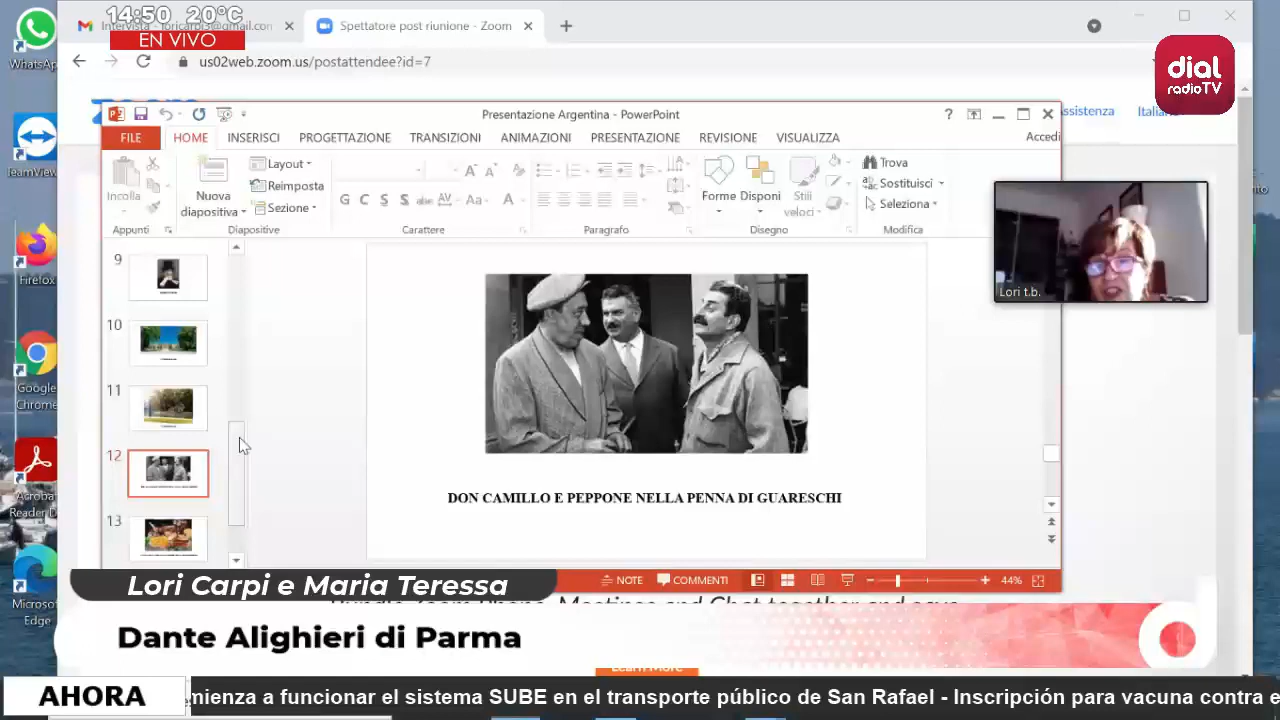 14:50 20°C
EN VIVO
Spettatore post riunione - Zoom
us02web.zoom.us/postattendee?id=7
dial
radioTV
Assistenza
Presentazione Argentina - PowerPoint
Accedi
FILE HOME INSERISCI PROGETTAZIONE TRANSIZIONI ANIMAZIONI PRESENTAZIONE REVISIONE VISUALIZZA
Incolla
Nuova
diapositiva
Layout
Reimposta
Sezione
G C S S abc AV Aa A
Forme Disponi Stili
veloci
Trova
Sostituisci
Seleziona
Appunti Diapositive Carattere Paragrafo Disegno Modifica
9
10
11
12
13
DON CAMILLO E PEPPONE NELLA PENNA DI GUARESCHI
Lori t.b.
Firefox
Google
Chrome
Acrobat
Reader D
Microsoft
Edge
NOTE COMMENTI 44%
Lori Carpi e Maria Teressa
Dante Alighieri di Parma
Learn More
AHORA
mienza a funcionar el sistema SUBE en el transporte público de San Rafael - Inscripción para vacuna contra